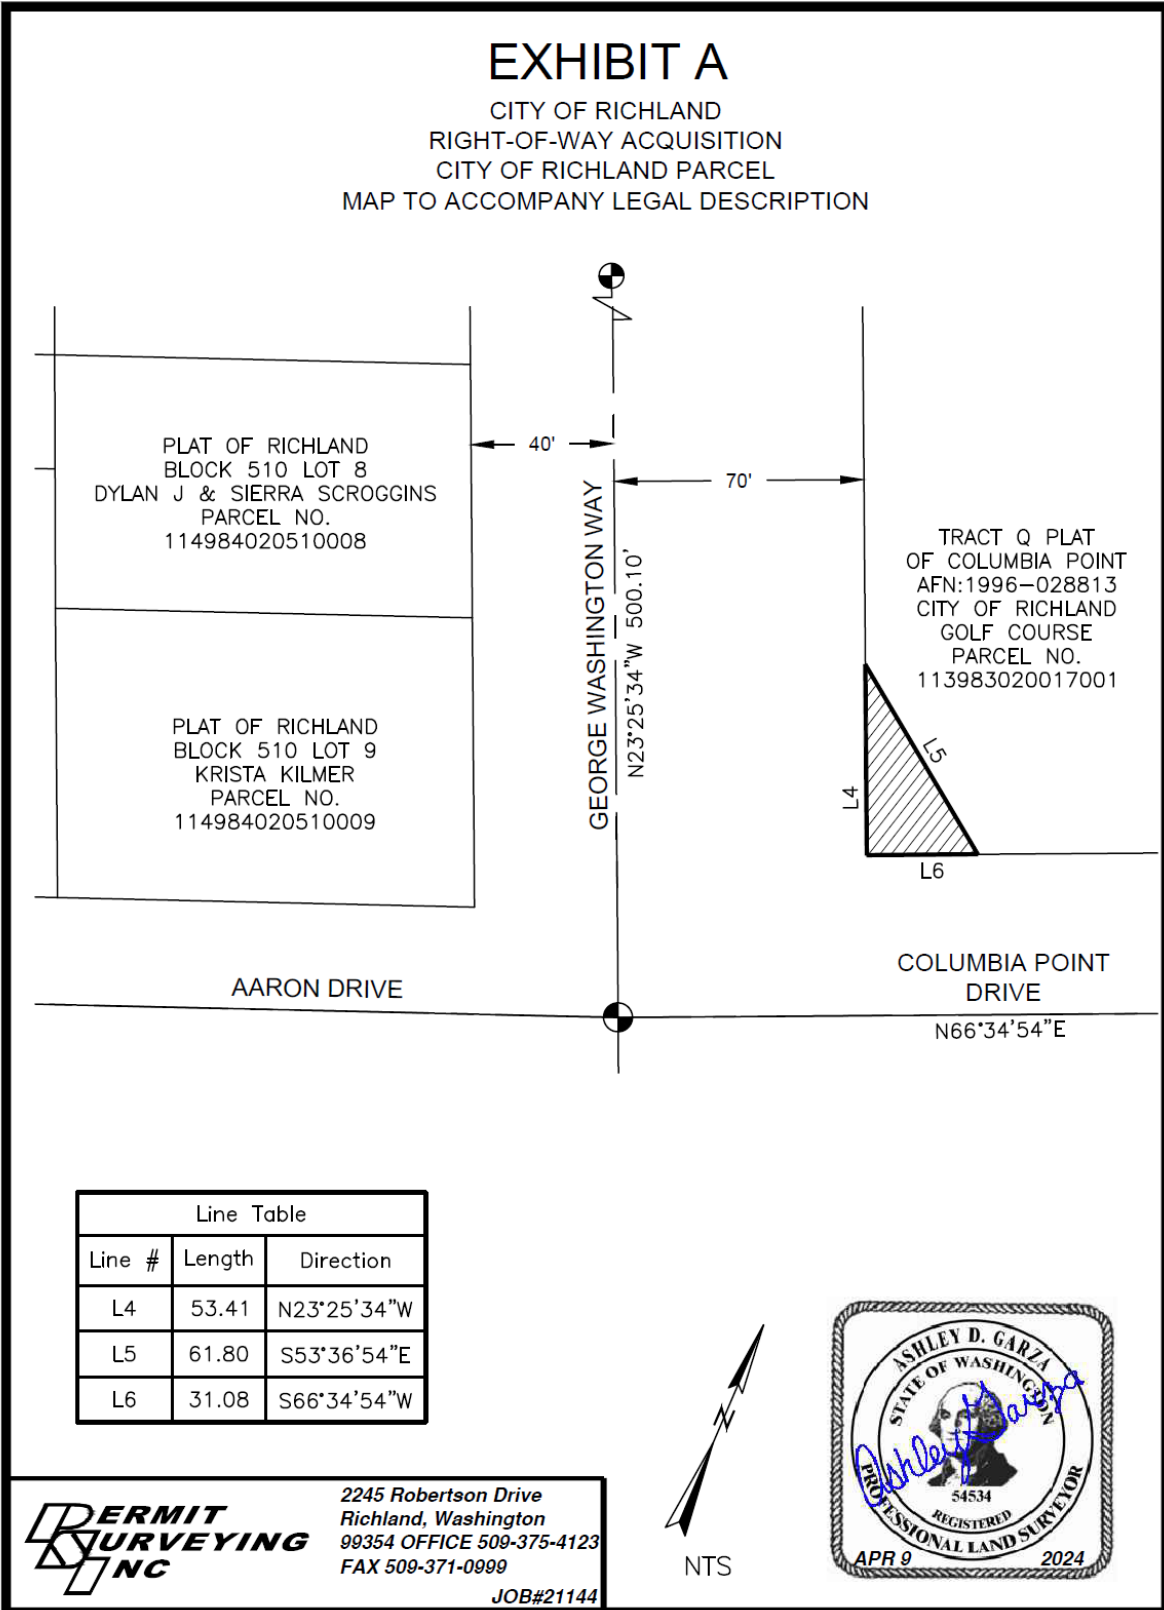 EXHIBIT A
CITY OF RICHLAND
RIGHT-OF-WAY ACQUISITION
CITY OF RICHLAND PARCEL
MAP TO ACCOMPANY LEGAL DESCRIPTION
40'
70'
PLAT OF RICHLAND
BLOCK 510 LOT 8
DYLAN J & SIERRA SCROGGINS
PARCEL NO.
114984020510008
GEORGE WASHINGTON WAY
N23°25'34"W 500.10'
TRACT Q PLAT
OF COLUMBIA POINT
AFN:1996-028813
CITY OF RICHLAND
GOLF COURSE
PARCEL NO.
113983020017001
PLAT OF RICHLAND
BLOCK 510 LOT 9
KRISTA KILMER
PARCEL NO.
114984020510009
L5
L4
L6
AARON DRIVE
COLUMBIA POINT
DRIVE
N66°34'54"E
Line Table
Line # Length Direction
L4 53.41 N23°25'34"W
L5 61.80 S53°36'54"E
L6 31.08 S66°34'54"W
N
NTS
ASHLEY D. GARZA
STATE OF WASHINGTON
Ashley D Garza
54534
REGISTERED
PROFESSIONAL LAND SURVEYOR
APR 9 2024
PERMIT
SURVEYING
INC
2245 Robertson Drive
Richland, Washington
99354 OFFICE 509-375-4123
FAX 509-371-0999
JOB#21144